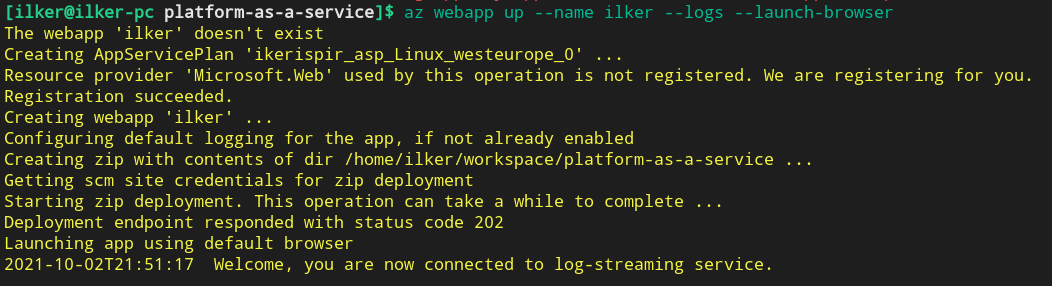 [ilker@ilker-pc platform-as-a-service]$ az webapp up --name ilker --logs --launch-browser
The webapp 'ilker' doesn't exist
Creating AppServicePlan 'ikerispir_asp_Linux_westeurope_0' ...
Resource provider 'Microsoft.Web' used by this operation is not registered. We are registering for you.
Registration succeeded.
Creating webapp 'ilker' ...
Configuring default logging for the app, if not already enabled
Creating zip with contents of dir /home/ilker/workspace/platform-as-a-service ...
Getting scm site credentials for zip deployment
Starting zip deployment. This operation can take a while to complete ...
Deployment endpoint responded with status code 202
Launching app using default browser
2021-10-02T21:51:17  Welcome, you are now connected to log-streaming service.